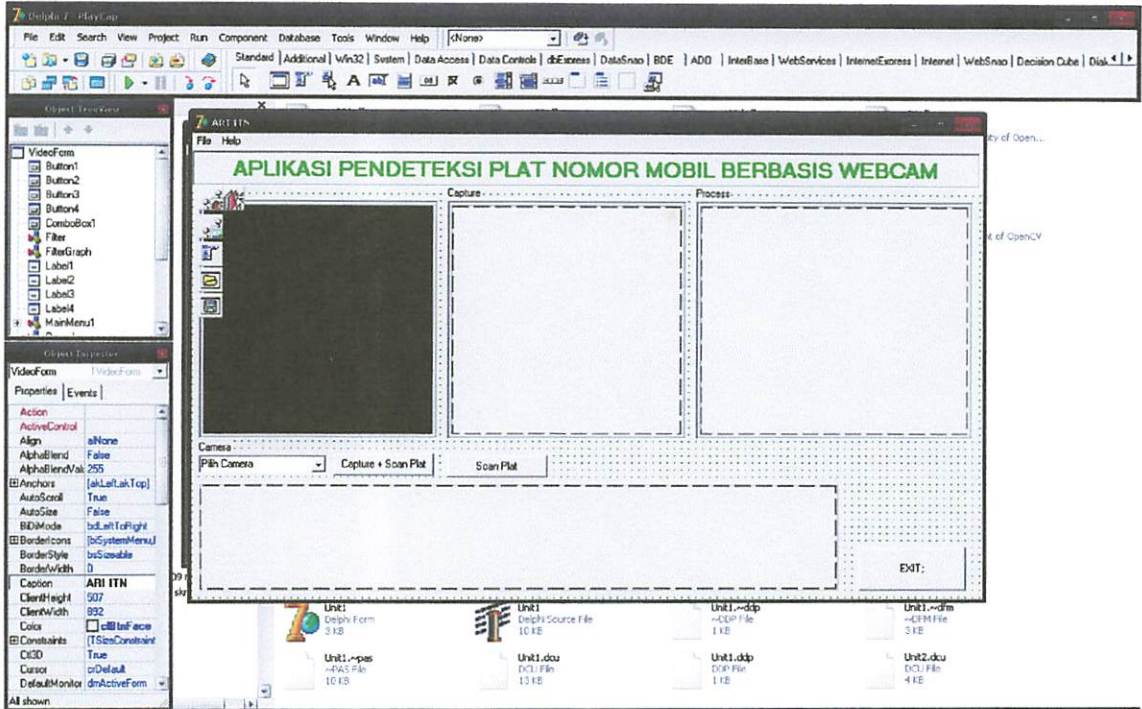 Delphi 7 - PlayCap
File Edit Search View Project Run Component Database Tools Window Help <None>
Standard Additional Win32 System Data Access Data Controls dbExpress DataSnap BDE ADO InterBase WebServices InternetExpress Internet WebSnap Decision Cube
Object TreeView
VideoForm
Button1
Button2
Button3
Button4
ComboBox1
Filter
FilterGraph
Label1
Label2
Label3
Label4
MainMenu1
Object Inspector
VideoForm TVideoForm
Properties Events
Action
ActiveControl
Align alNone
AlphaBlend False
AlphaBlendVal 255
Anchors [akLeft,akTop]
AutoScroll True
AutoSize False
BiDiMode bdLeftToRight
BorderIcons [biSystemMenu,
BorderStyle bsSizeable
BorderWidth 0
Caption ARI ITN
ClientHeight 507
ClientWidth 892
Color clBtnFace
Constraints (TSizeConstraint
Ctl3D True
Cursor crDefault
DefaultMonitor dmActiveForm
All shown
ARI ITN
File Help
APLIKASI PENDETEKSI PLAT NOMOR MOBIL BERBASIS WEBCAM
Capture
Process
Camera
Pilih Camera
Capture + Scan Plat
Scan Plat
EXIT;
ity of Open...
nt of OpenCV
Unit1
Delphi Form
3 KB
Unit1
Delphi Source File
10 KB
Unit1.~ddp
~DDP File
1 KB
Unit1.~dfm
~DFM File
3 KB
Unit1.~pas
~PAS File
10 KB
Unit1.dcu
DCU File
13 KB
Unit1.ddp
DDP File
1 KB
Unit2.dcu
DCU File
4 KB